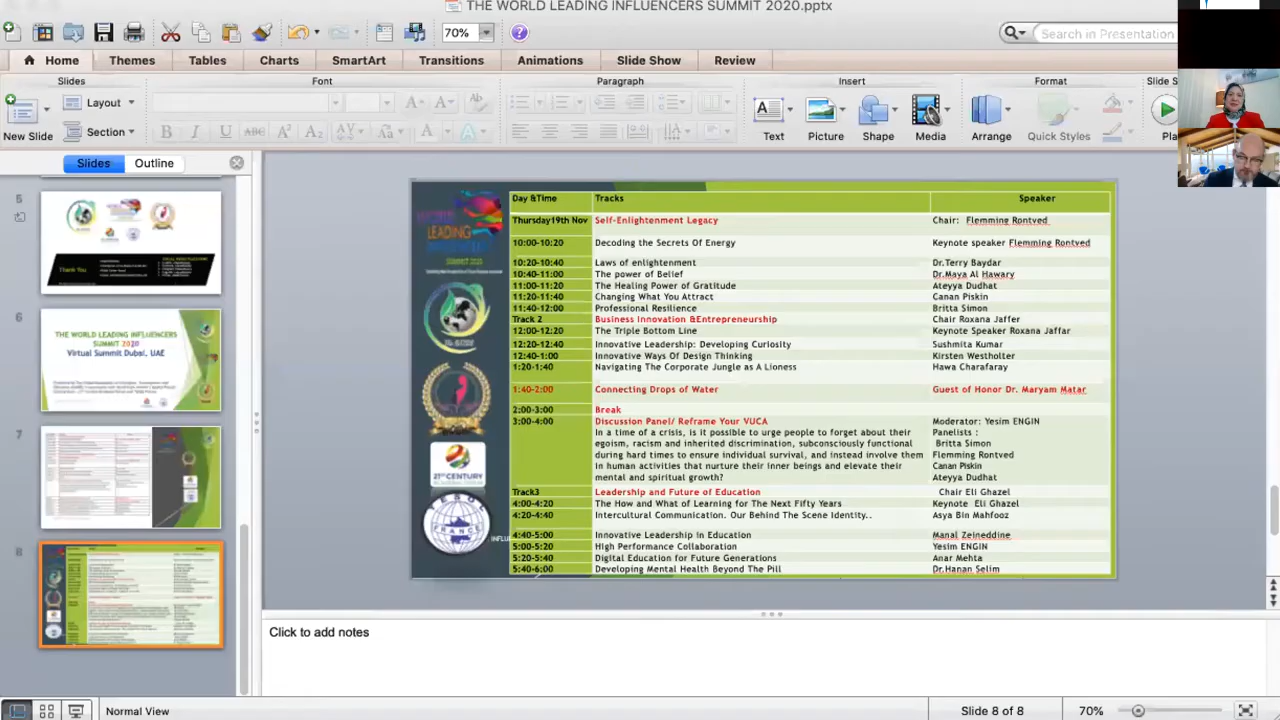 THE WORLD LEADING INFLUENCERS SUMMIT 2020.pptx
70%
Search in Presentation
Home Themes Tables Charts SmartArt Transitions Animations Slide Show Review
Slides Font Paragraph Insert Format Slide S
New Slide Layout Section
Text Picture Shape Media Arrange Quick Styles Pla
Slides Outline
5
Thank You
6
THE WORLD LEADING INFLUENCERS
SUMMIT 2020
Virtual Summit Dubai, UAE
7
8
WORLD
LEADING
SUMMIT 2020
21ST CENTURY
FRANCE
INFLU
Day &Time Tracks Speaker
Thursday19th Nov Self-Enlightenment Legacy Chair: Flemming Rontved
10:00-10:20 Decoding the Secrets Of Energy Keynote speaker Flemming Rontved
10:20-10:40 Laws of enlightenment Dr.Terry Baydar
10:40-11:00 The power of Belief Dr.Maya Al Hawary
11:00-11:20 The Healing Power of Gratitude Ateyya Dudhat
11:20-11:40 Changing What You Attract Canan Piskin
11:40-12:00 Professional Resilience Britta Simon
Track 2 Business Innovation &Entrepreneurship Chair Roxana Jaffer
12:00-12:20 The Triple Bottom Line Keynote Speaker Roxana Jaffar
12:20-12:40 Innovative Leadership: Developing Curiosity Sushmita Kumar
12:40-1:00 Innovative Ways Of Design Thinking Kirsten Westholter
1:20-1:40 Navigating The Corporate Jungle as A Lioness Hawa Charafaray
1:40-2:00 Connecting Drops of Water Guest of Honor Dr. Maryam Matar
2:00-3:00 Break
3:00-4:00 Discussion Panel/ Reframe Your VUCA Moderator: Yesim ENGIN
In a time of a crisis, is it possible to urge people to forget about their Panelists :
egoism, racism and inherited discrimination, subconsciously functional Britta Simon
during hard times to ensure individual survival, and instead involve them Flemming Rontved
in human activities that nurture their inner beings and elevate their Canan Piskin
mental and spiritual growth? Ateyya Dudhat
Track3 Leadership and Future of Education Chair Eli Ghazel
4:00-4:20 The How and What of Learning for The Next Fifty Years Keynote Eli Ghazel
4:20-4:40 Intercultural Communication. Our Behind The Scene Identity.. Asya Bin Mahfooz
4:40-5:00 Innovative Leadership in Education Manal Zeineddine
5:00-5:20 High Performance Collaboration Yesim ENGIN
5:20-5:40 Digital Education for Future Generations Anar Mehta
5:40-6:00 Developing Mental Health Beyond The Pill Dr.Hanan Selim
Click to add notes
Normal View Slide 8 of 8 70%